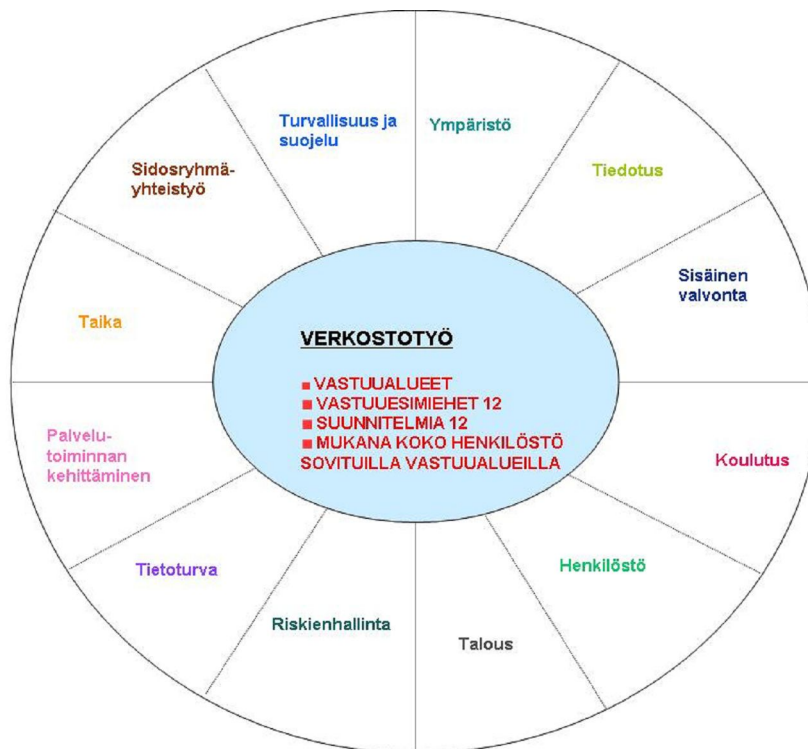 Turvallisuus ja
suojelu
Ympäristö
Tiedotus
Sisäinen
valvonta
Koulutus
Henkilöstö
Talous
Riskienhallinta
Tietoturva
Palvelu-
toiminnan
kehittäminen
Taika
Sidosryhmä-
yhteistyö
VERKOSTOTYÖ
■ VASTUUALUEET
■ VASTUUESIMIEHET 12
■ SUUNNITELMIA 12
■ MUKANA KOKO HENKILÖSTÖ
SOVITUILLA VASTUUALUEILLA